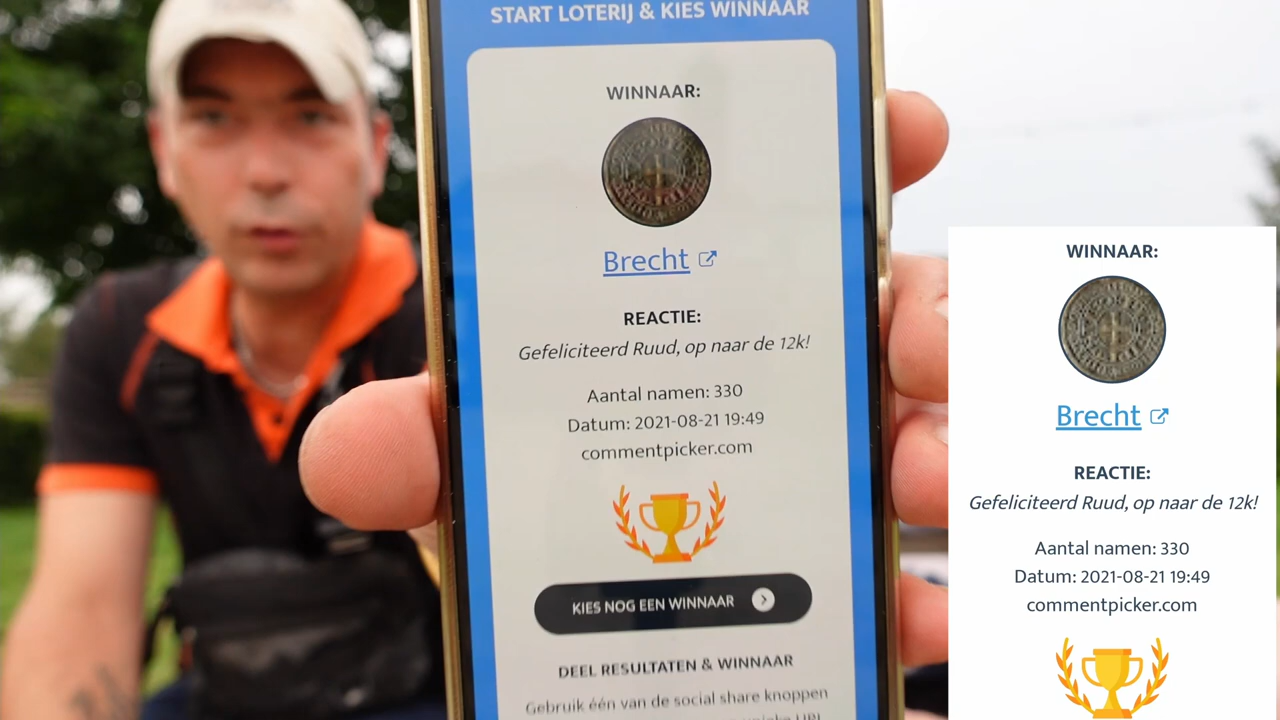 START LOTERIJ & KIES WINNAAR
WINNAAR:
Brecht
REACTIE:
Gefeliciteerd Ruud, op naar de 12k!
Aantal namen: 330
Datum: 2021-08-21 19:49
commentpicker.com
KIES NOG EEN WINNAAR
DEEL RESULTATEN & WINNAAR
Gebruik één van de social share knoppen
WINNAAR:
Brecht
REACTIE:
Gefeliciteerd Ruud, op naar de 12k!
Aantal namen: 330
Datum: 2021-08-21 19:49
commentpicker.com